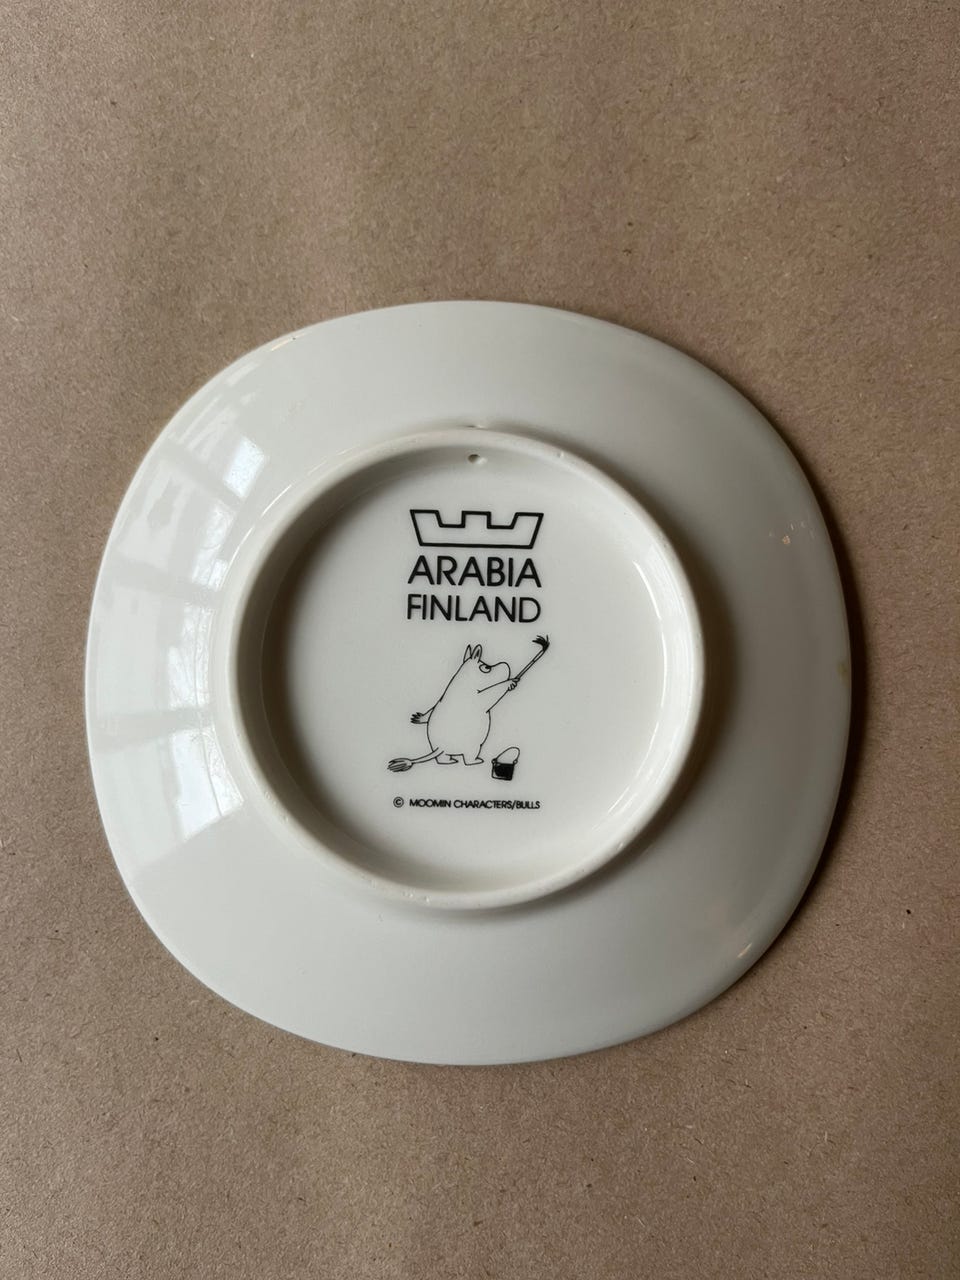 ARABIA
FINLAND
© MOOMIN CHARACTERS/BULLS